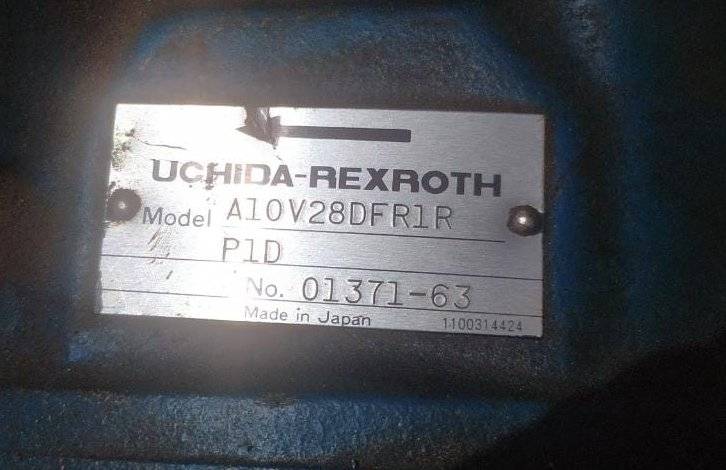 UCHIDA-REXROTH
Model A10V28DFR1R
P1D
No. 01371-63
Made in Japan 1100314424